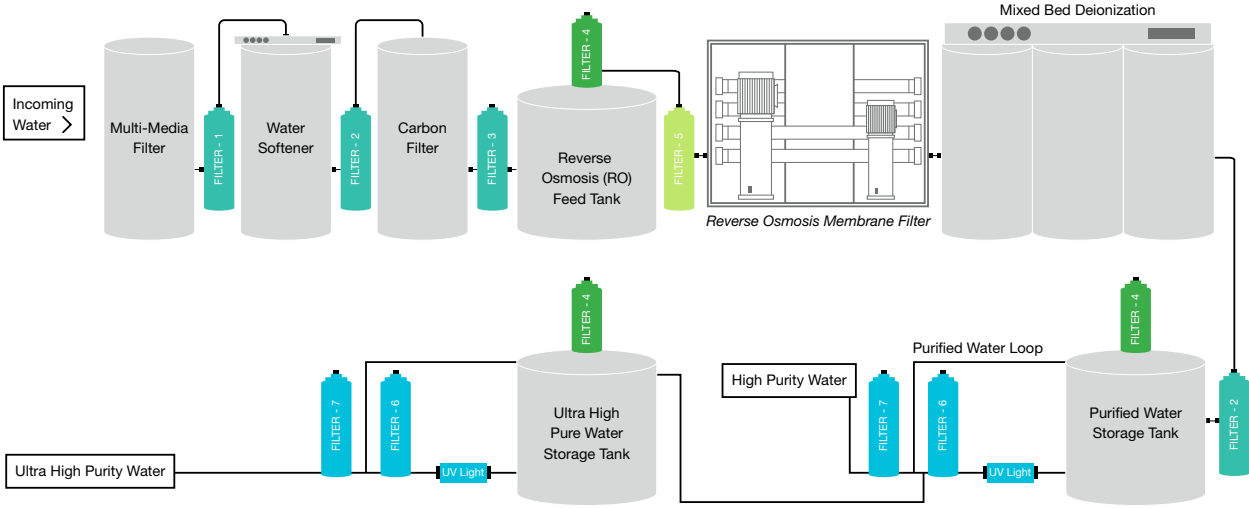 Mixed Bed Deionization
Incoming
Water
Multi-Media
Filter
FILTER - 1
Water
Softener
FILTER - 2
Carbon
Filter
FILTER - 3
FILTER - 4
Reverse
Osmosis (RO)
Feed Tank
FILTER - 5
Reverse Osmosis Membrane Filter
Ultra High Purity Water
FILTER - 7
FILTER - 6
UV Light
FILTER - 4
Ultra High
Pure Water
Storage Tank
High Purity Water
FILTER - 7
Purified Water Loop
FILTER - 6
UV Light
FILTER - 4
Purified Water
Storage Tank
FILTER - 2